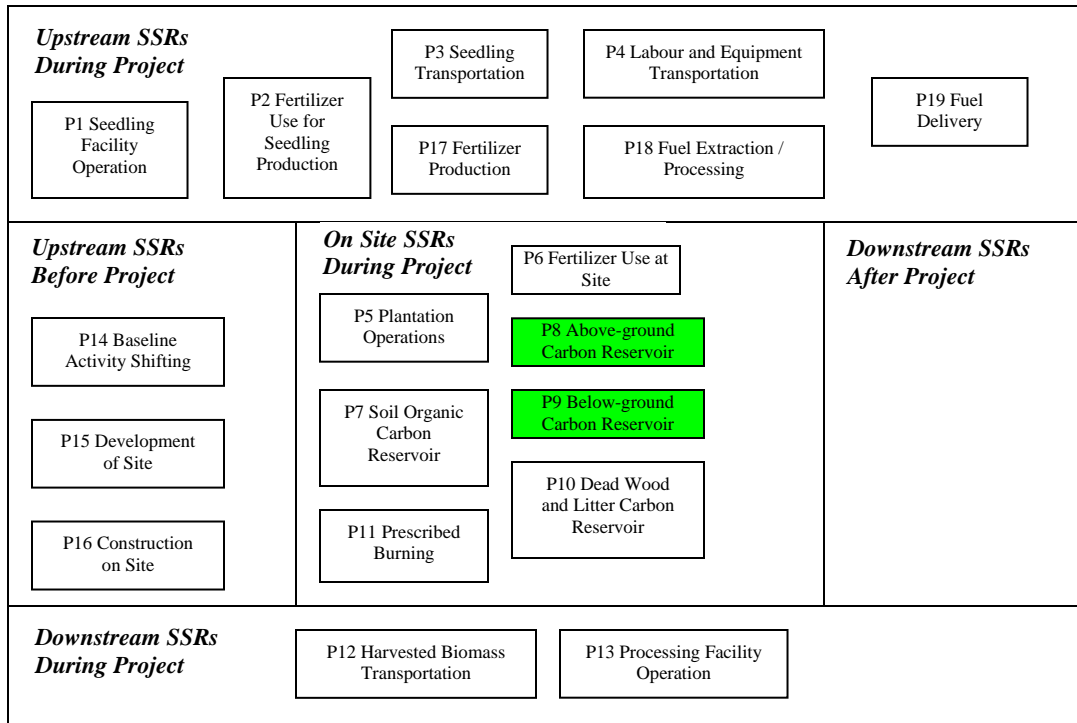 Upstream SSRs
During Project
P1 Seedling
Facility
Operation
P2 Fertilizer
Use for
Seedling
Production
P3 Seedling
Transportation
P17 Fertilizer
Production
P4 Labour and Equipment
Transportation
P18 Fuel Extraction /
Processing
P19 Fuel
Delivery
Upstream SSRs
Before Project
P14 Baseline
Activity Shifting
P15 Development
of Site
P16 Construction
on Site
On Site SSRs
During Project
P5 Plantation
Operations
P7 Soil Organic
Carbon
Reservoir
P11 Prescribed
Burning
P6 Fertilizer Use at
Site
P8 Above-ground
Carbon Reservoir
P9 Below-ground
Carbon Reservoir
P10 Dead Wood
and Litter Carbon
Reservoir
Downstream SSRs
After Project
Downstream SSRs
During Project
P12 Harvested Biomass
Transportation
P13 Processing Facility
Operation